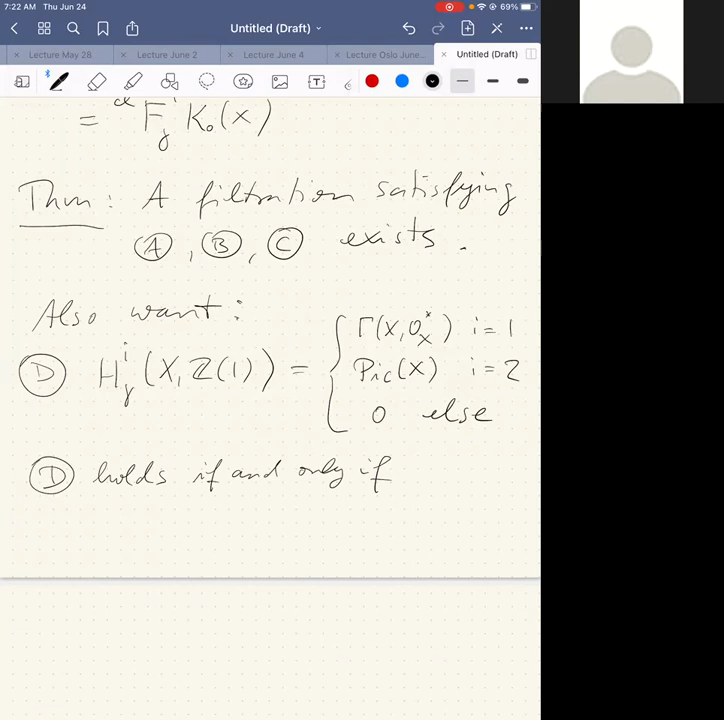 7:22 AM Thu Jun 24
69%
Untitled (Draft)
Lecture May 28
Lecture June 2
Lecture June 4
Lecture Oslo June...
Untitled (Draft)
= F_γ^i K₀(X)
Thm: A filtration satisfying
Ⓐ, Ⓑ, Ⓒ exists.
Also want:
Γ(X, O_X^×) i = 1
Ⓓ H_γ^i (X, ℤ(1)) = { Pic(X) i = 2
0 else
Ⓓ holds if and only if